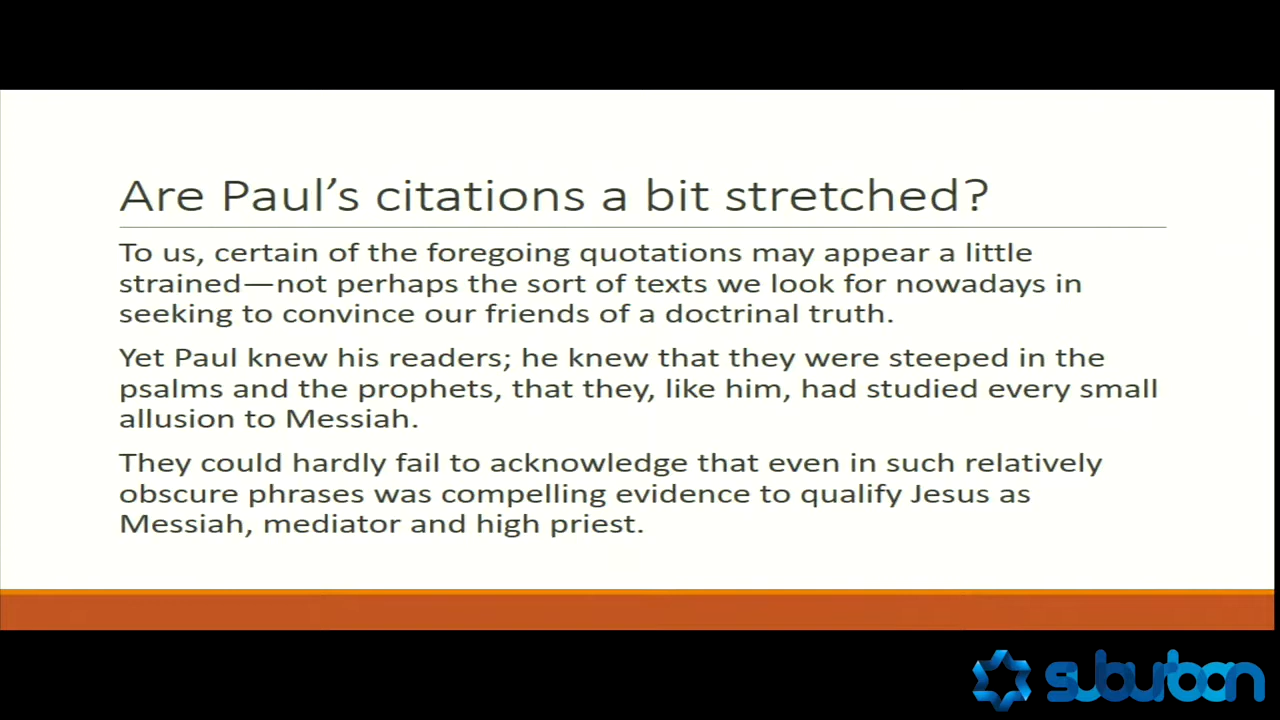 Are Paul’s citations a bit stretched?
To us, certain of the foregoing quotations may appear a little
strained—not perhaps the sort of texts we look for nowadays in
seeking to convince our friends of a doctrinal truth.
Yet Paul knew his readers; he knew that they were steeped in the
psalms and the prophets, that they, like him, had studied every small
allusion to Messiah.
They could hardly fail to acknowledge that even in such relatively
obscure phrases was compelling evidence to qualify Jesus as
Messiah, mediator and high priest.
suburban